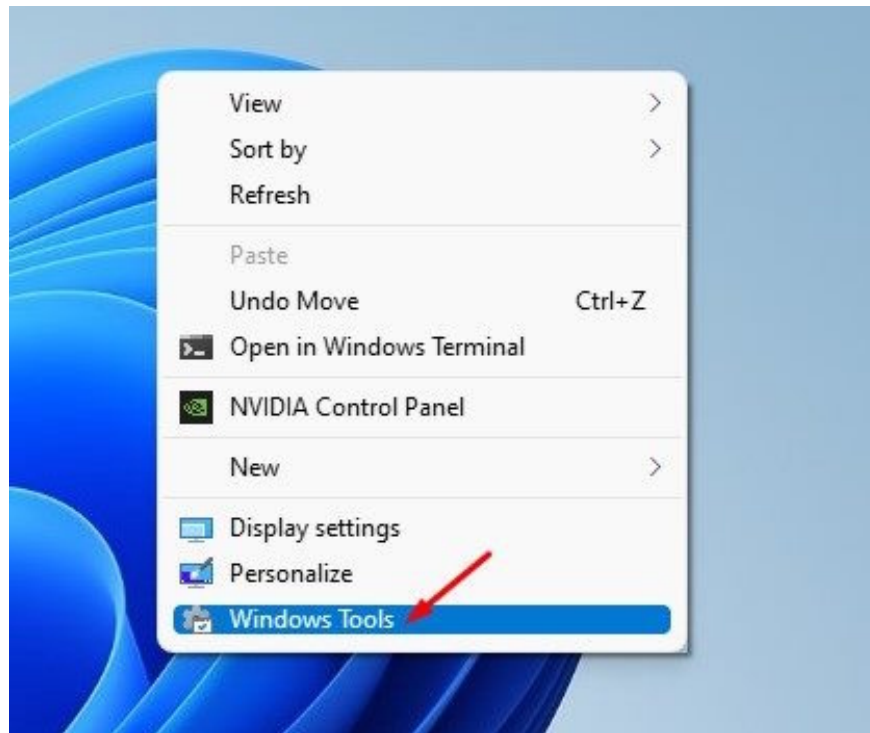 View
Sort by
Refresh
Paste
Undo Move Ctrl+Z
Open in Windows Terminal
NVIDIA Control Panel
New
Display settings
Personalize
Windows Tools